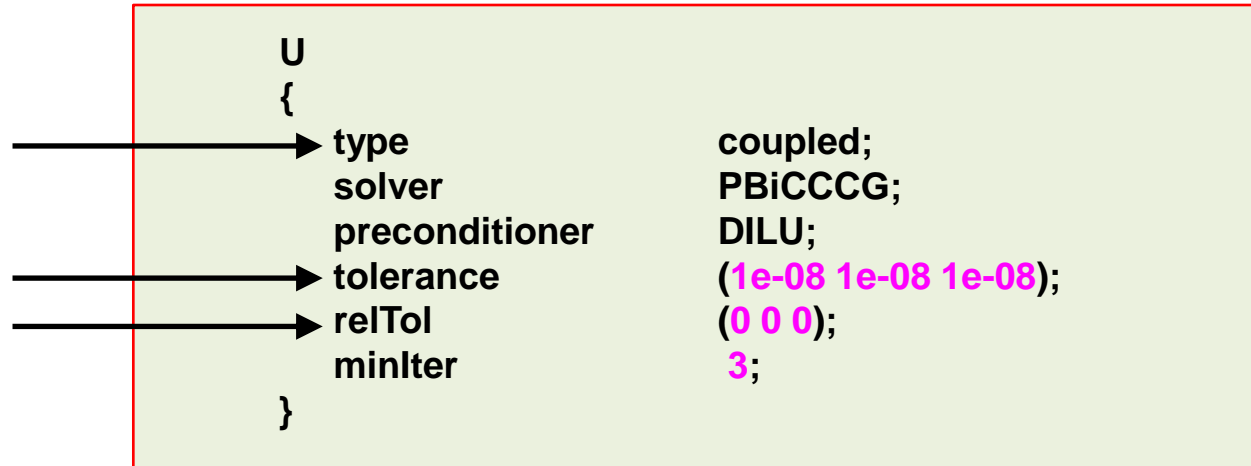 U
{
type coupled;
solver PBiCCCG;
preconditioner DILU;
tolerance (1e-08 1e-08 1e-08);
relTol (0 0 0);
minIter 3;
}